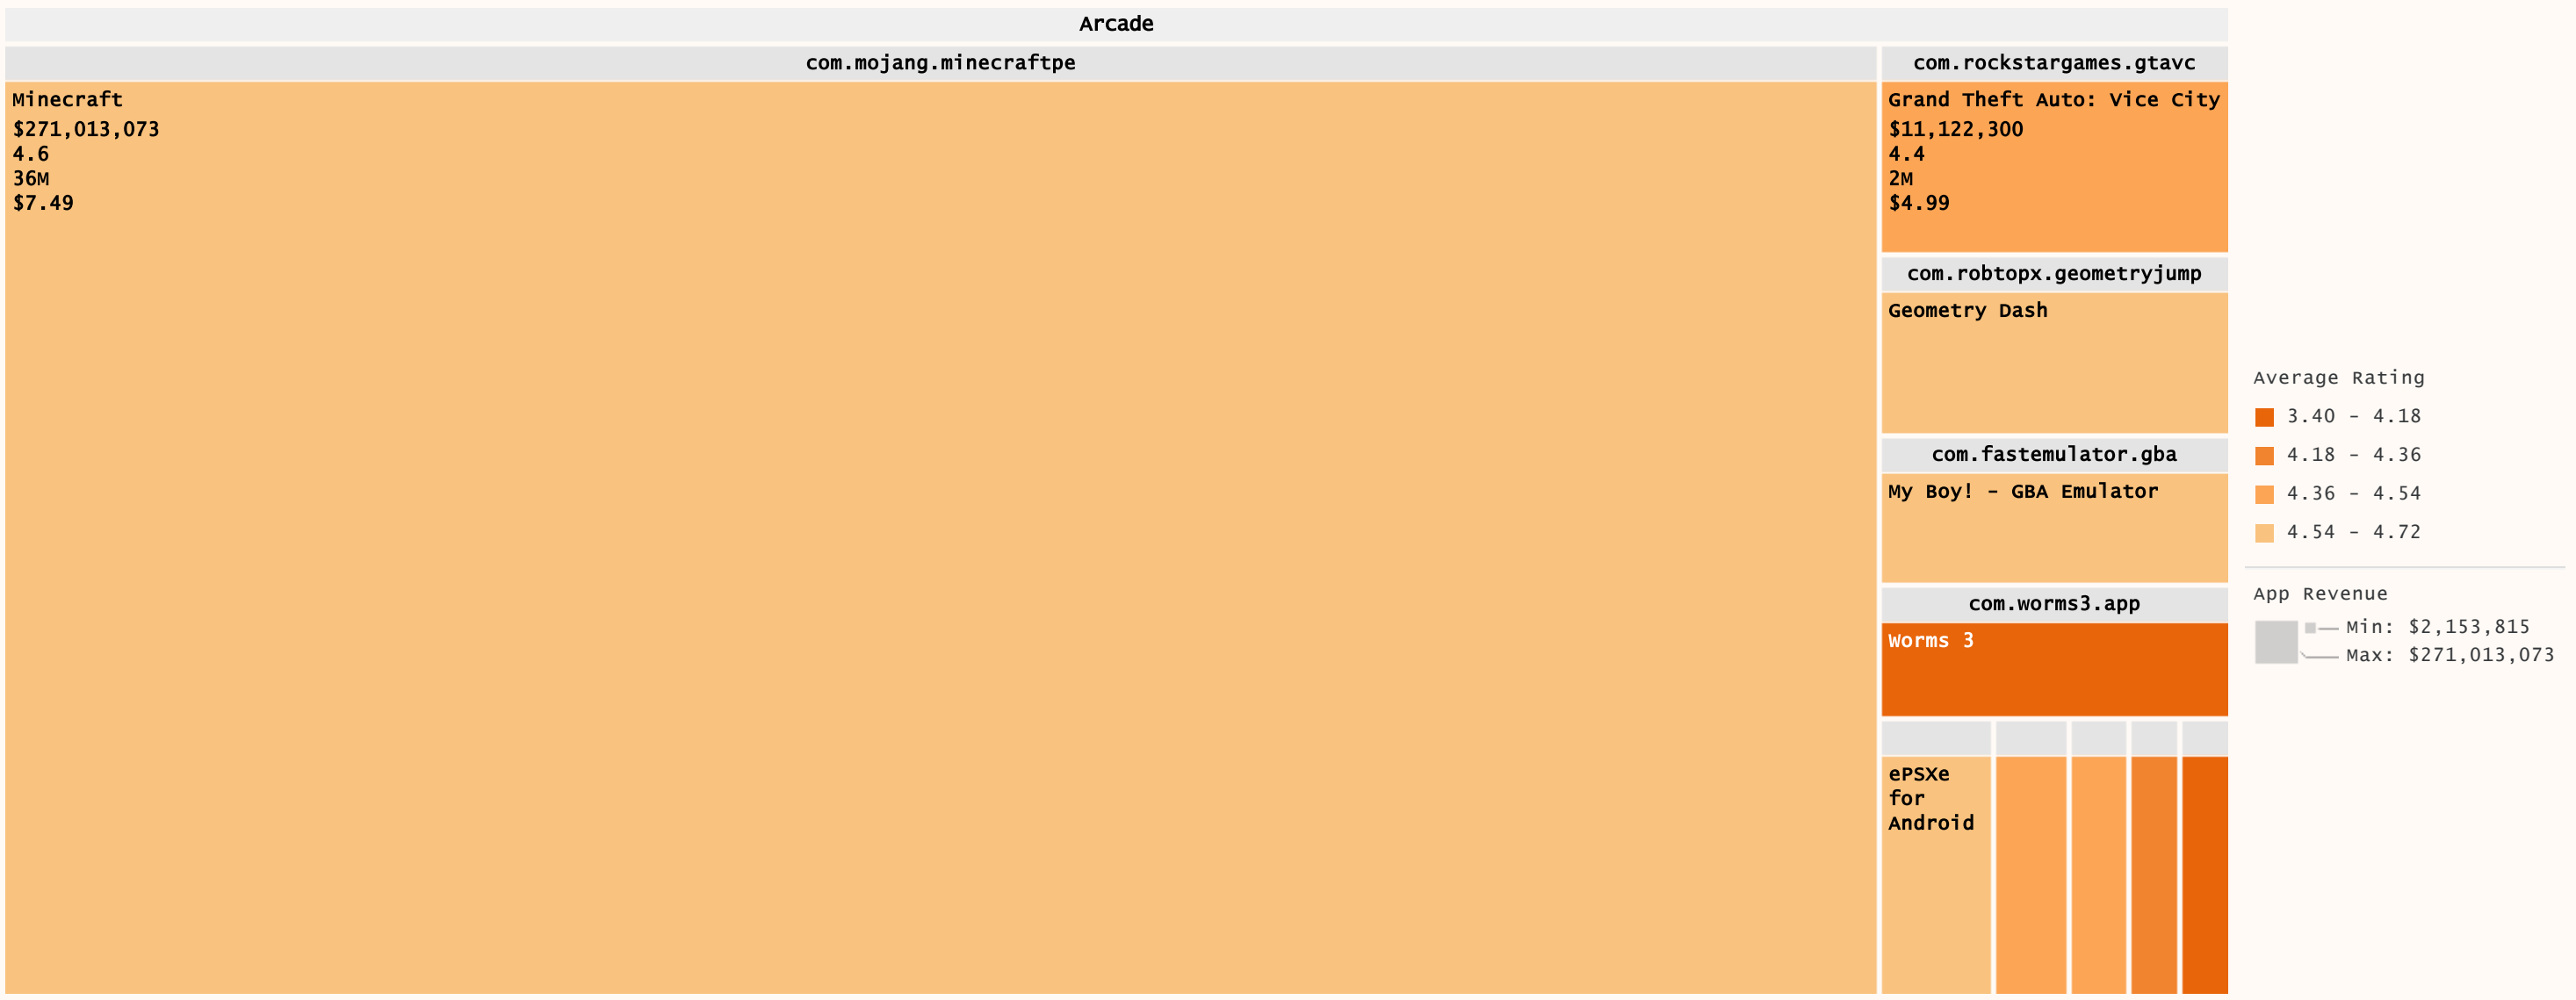 Arcade
com.mojang.minecraftpe
Minecraft
$271,013,073
4.6
36M
$7.49
com.rockstargames.gtavc
Grand Theft Auto: Vice City
$11,122,300
4.4
2M
$4.99
com.robtopx.geometryjump
Geometry Dash
com.fastemulator.gba
My Boy! - GBA Emulator
com.worms3.app
Worms 3
ePSXe
for
Android
Average Rating
3.40 - 4.18
4.18 - 4.36
4.36 - 4.54
4.54 - 4.72
App Revenue
Min: $2,153,815
Max: $271,013,073